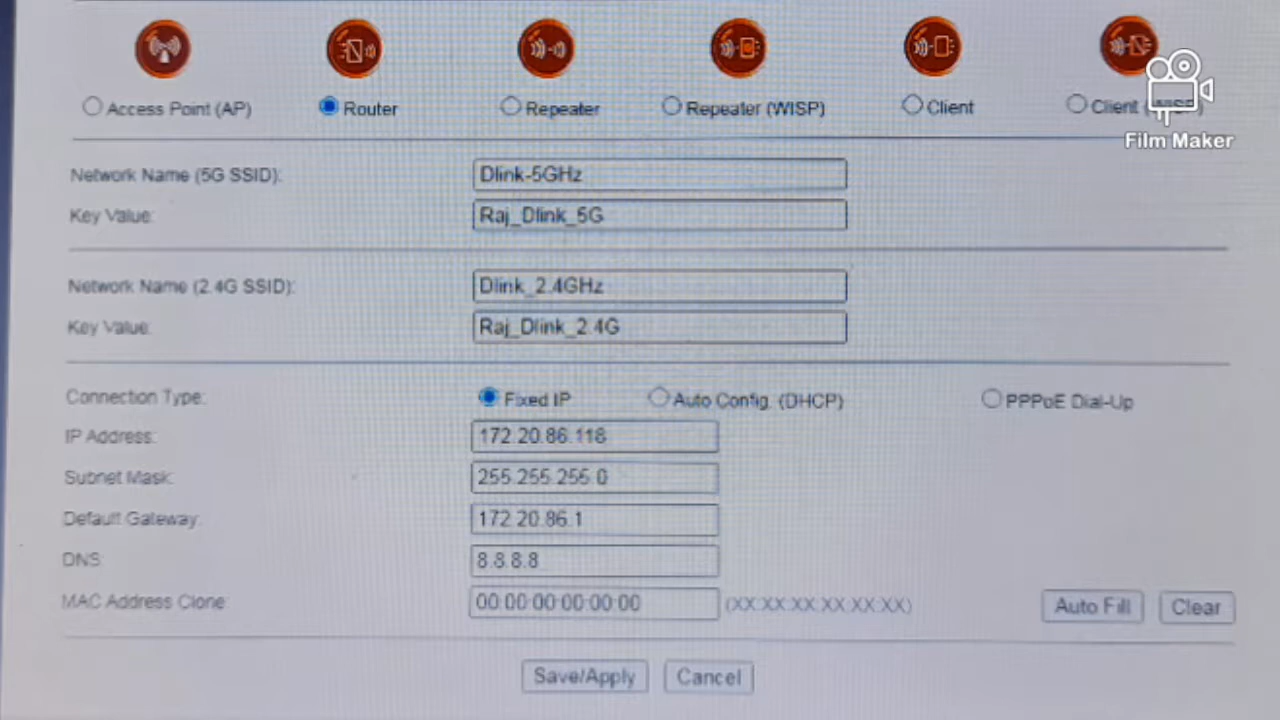 Access Point (AP) Router Repeater Repeater (WISP) Client Client
Film Maker
Network Name (5G SSID): Dlink-5GHz
Key Value: Raj_Dlink_5G
Network Name (2.4G SSID): Dlink_2.4GHz
Key Value: Raj_Dlink_2.4G
Connection Type: Fixed IP Auto Config. (DHCP) PPPoE Dial-Up
IP Address: 172.20.86.118
Subnet Mask: 255.255.255.0
Default Gateway: 172.20.86.1
DNS: 8.8.8.8
MAC Address Clone: 00:00:00:00:00:00 (XX:XX:XX:XX:XX:XX) Auto Fill Clear
Save/Apply Cancel